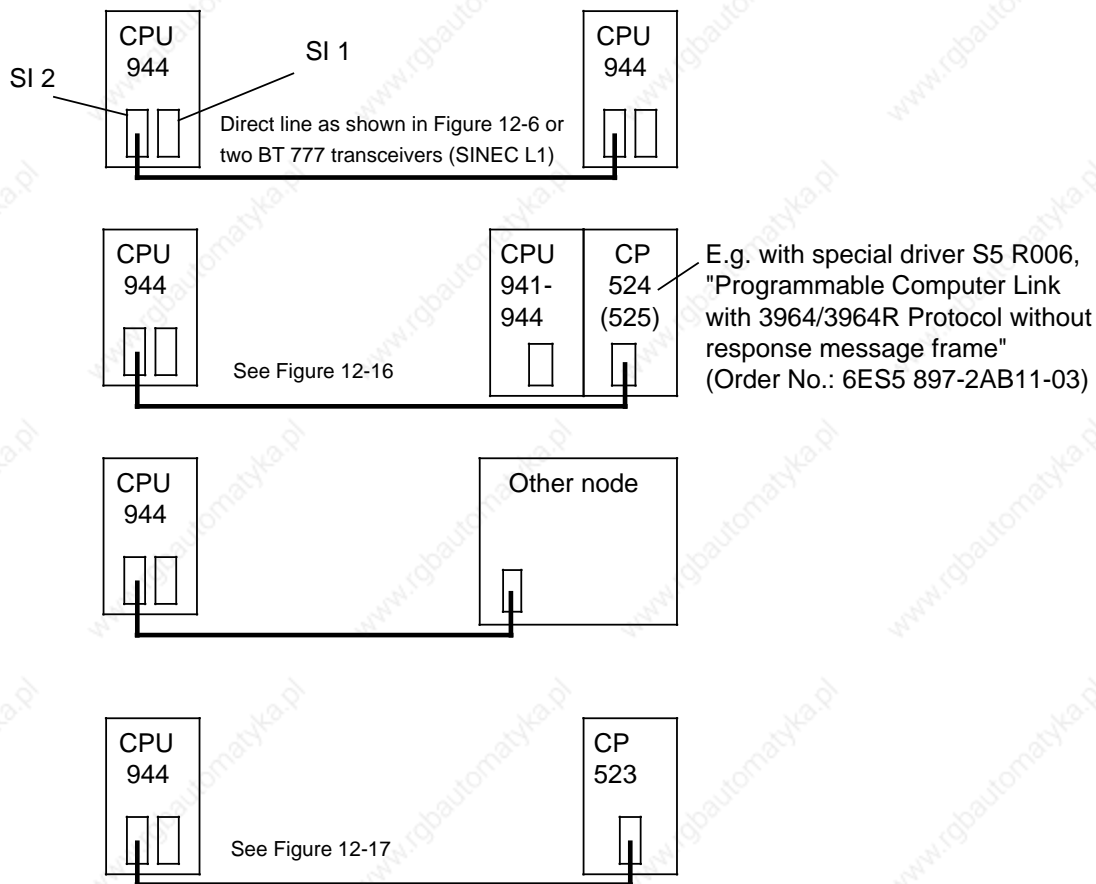 CPU
944
SI 1
SI 2
Direct line as shown in Figure 12-6 or
two BT 777 transceivers (SINEC L1)
CPU
944
CPU
944
See Figure 12-16
CPU
941-
944
CP
524
(525)
E.g. with special driver S5 R006,
"Programmable Computer Link
with 3964/3964R Protocol without
response message frame"
(Order No.: 6ES5 897-2AB11-03)
CPU
944
Other node
CPU
944
See Figure 12-17
CP
523
www.rgbautomatyka.pl